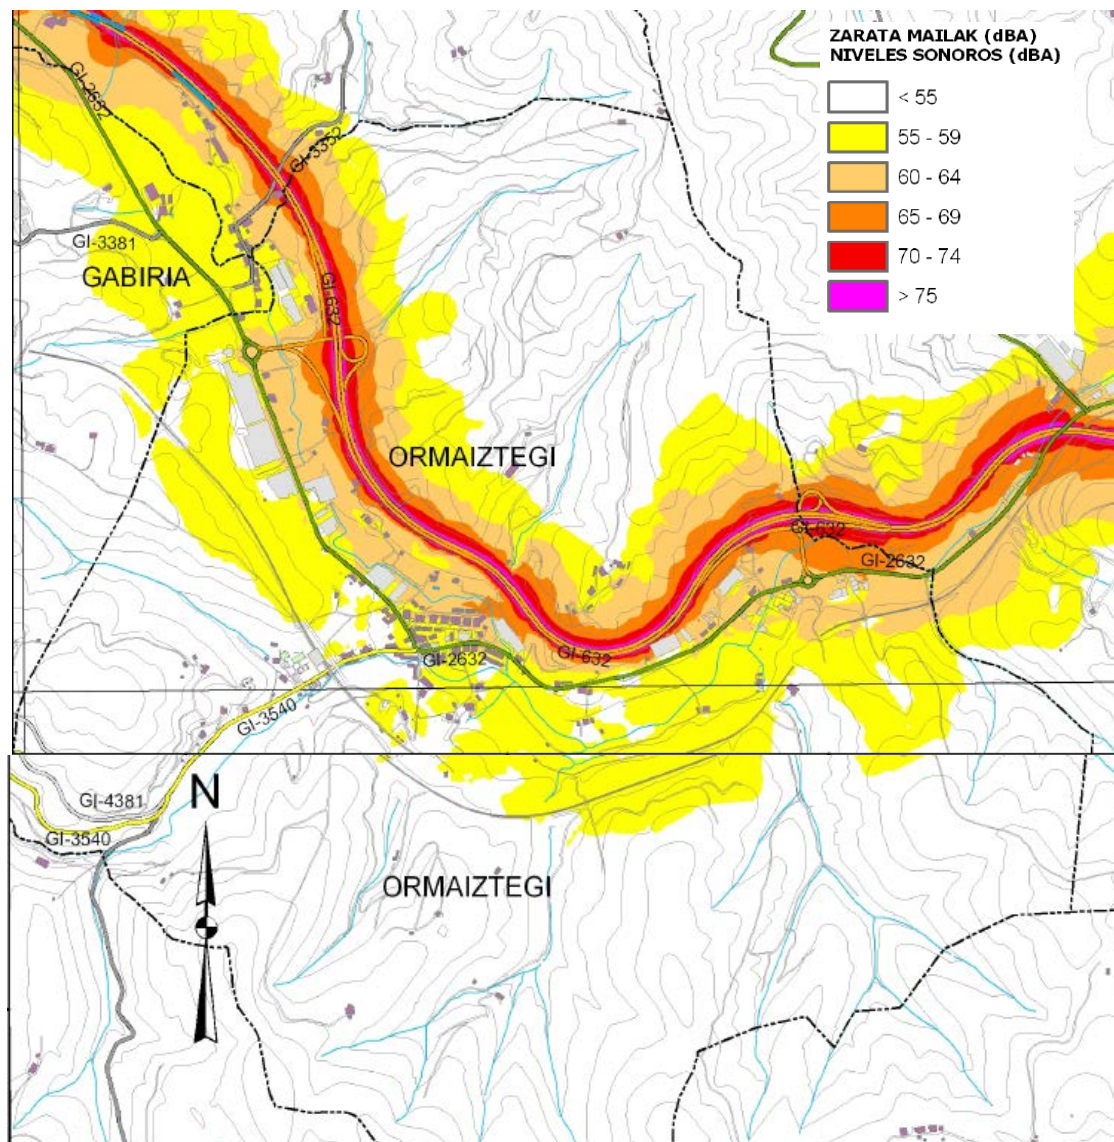 ZARATA MAILAK (dBA)
NIVELES SONOROS (dBA)
< 55
55 - 59
60 - 64
65 - 69
70 - 74
> 75
GI-2632
GI-3352
GI-3381
GABIRIA
GI-632
ORMAIZTEGI
GI-632
GI-2632
GI-2632
GI-632
GI-3540
GI-4381
N
GI-3540
ORMAIZTEGI